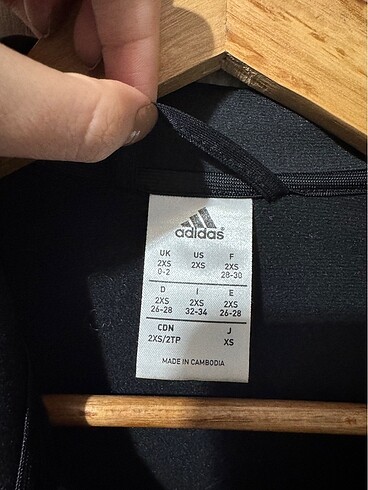 adidas®
UK US F
2XS 2XS 2XS
0-2 28-30
D I E
2XS 2XS 2XS
26-28 32-34 26-28
CDN J
2XS/2TP XS
MADE IN CAMBODIA